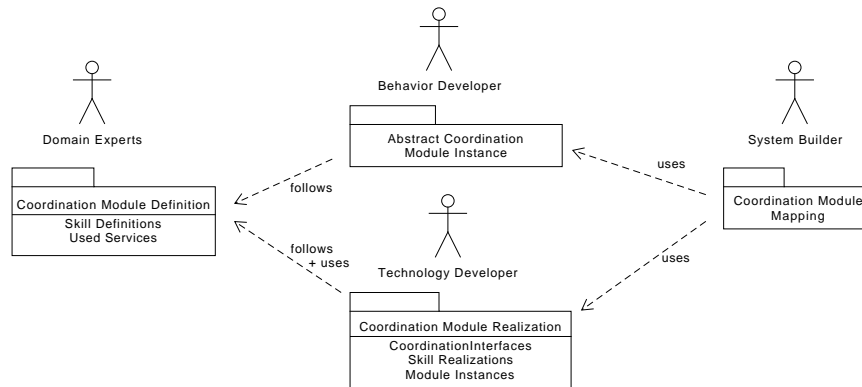 Behavior Developer
Domain Experts
Abstract Coordination
Module Instance
System Builder
uses
follows
Coordination Module Definition
Skill Definitions
Used Services
Coordination Module
Mapping
follows
+ uses
Technology Developer
uses
Coordination Module Realization
CoordinationInterfaces
Skill Realizations
Module Instances